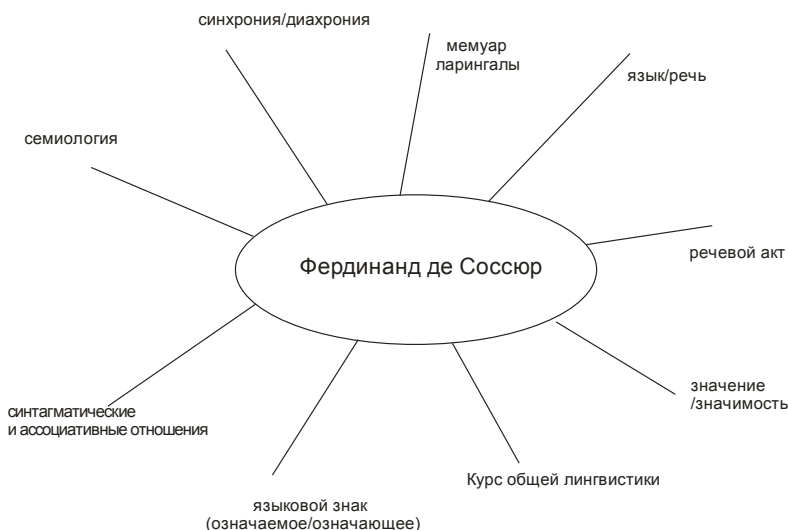 синхрония/диахрония
мемуар
ларингалы
язык/речь
семиология
речевой акт
Фердинанд де Соссюр
значение
/значимость
синтагматические
и ассоциативные отношения
Курс общей лингвистики
языковой знак
(означаемое/означающее)